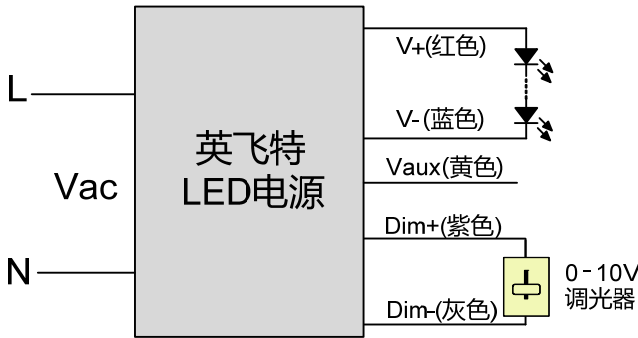 L
Vac
N
英飞特
LED电源
V+(红色)
V-(蓝色)
Vaux(黄色)
Dim+(紫色)
Dim-(灰色)
0-10V
调光器